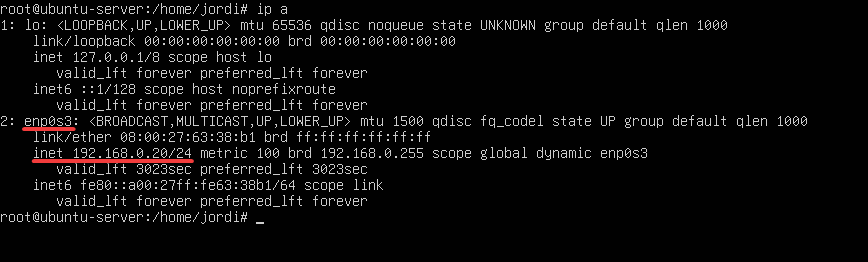 root@ubuntu-server:/home/jordi# ip a
1: lo: <LOOPBACK,UP,LOWER_UP> mtu 65536 qdisc noqueue state UNKNOWN group default qlen 1000
    link/loopback 00:00:00:00:00:00 brd 00:00:00:00:00:00
    inet 127.0.0.1/8 scope host lo
       valid_lft forever preferred_lft forever
    inet6 ::1/128 scope host noprefixroute
       valid_lft forever preferred_lft forever
2: enp0s3: <BROADCAST,MULTICAST,UP,LOWER_UP> mtu 1500 qdisc fq_codel state UP group default qlen 1000
    link/ether 08:00:27:63:38:b1 brd ff:ff:ff:ff:ff:ff
    inet 192.168.0.20/24 metric 100 brd 192.168.0.255 scope global dynamic enp0s3
       valid_lft 3023sec preferred_lft 3023sec
    inet6 fe80::a00:27ff:fe63:38b1/64 scope link
       valid_lft forever preferred_lft forever
root@ubuntu-server:/home/jordi# _